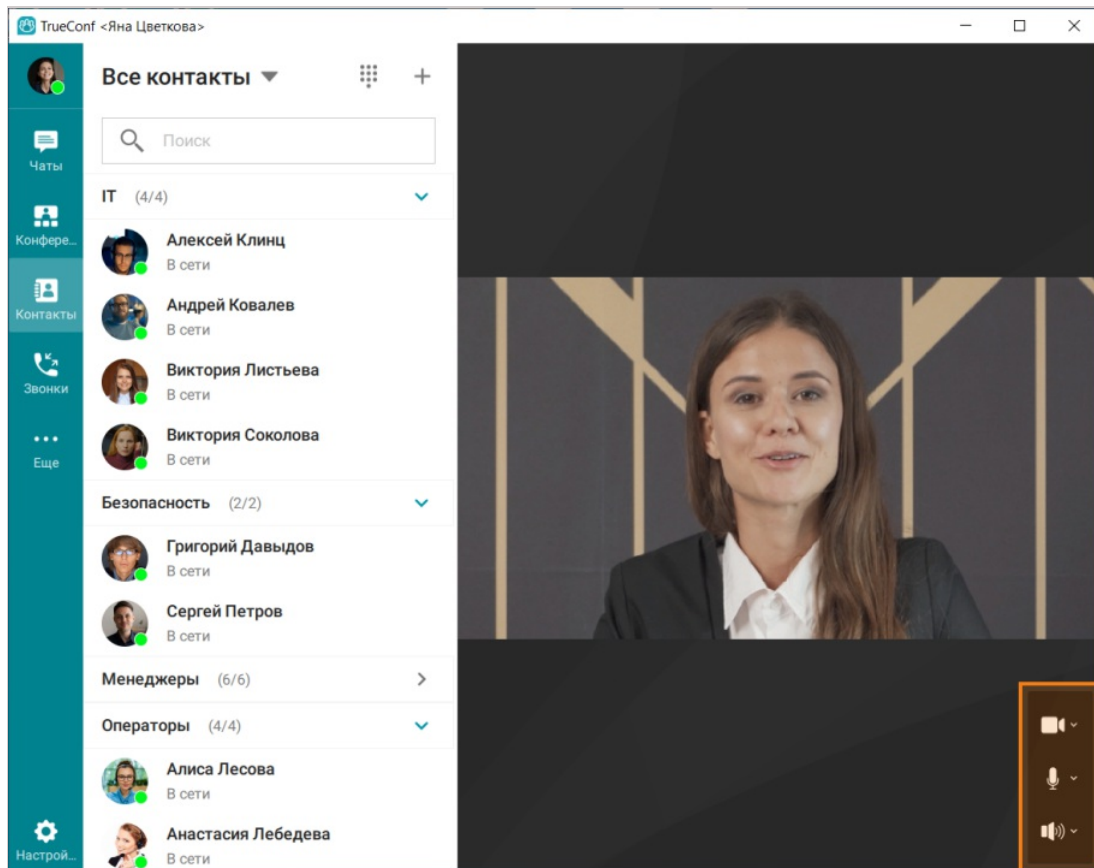 TrueConf <Яна Цветкова>
Все контакты
Поиск
Чаты
Конфере...
Контакты
Звонки
Еще
Настрой...
IT (4/4)
Алексей Клинц
В сети
Андрей Ковалев
В сети
Виктория Листьева
В сети
Виктория Соколова
В сети
Безопасность (2/2)
Григорий Давыдов
В сети
Сергей Петров
В сети
Менеджеры (6/6)
Операторы (4/4)
Алиса Лесова
В сети
Анастасия Лебедева
В сети